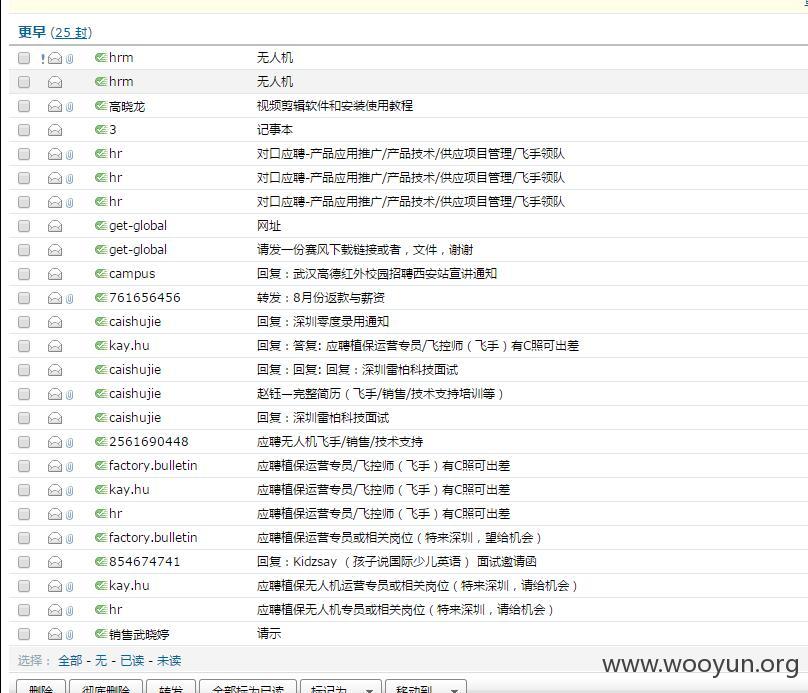 更早 (25 封)
hrm 无人机
hrm 无人机
高晓龙 视频剪辑软件和安装使用教程
3 记事本
hr 对口应聘-产品应用推广/产品技术/供应项目管理/飞手领队
hr 对口应聘-产品应用推广/产品技术/供应项目管理/飞手领队
hr 对口应聘-产品应用推广/产品技术/供应项目管理/飞手领队
get-global 网址
get-global 请发一份赛风下载链接或者，文件，谢谢
campus 回复：武汉高德红外校园招聘西安站宣讲通知
761656456 转发：8月份返款与薪资
caishujie 回复：深圳零度录用通知
kay.hu 回复：答复: 应聘植保运营专员/飞控师（飞手）有C照可出差
caishujie 回复：回复: 回复：深圳雷柏科技面试
caishujie 赵钰—完整简历（飞手/销售/技术支持培训等）
caishujie 回复：深圳雷柏科技面试
2561690448 应聘无人机飞手/销售/技术支持
factory.bulletin 应聘植保运营专员/飞控师（飞手）有C照可出差
kay.hu 应聘植保运营专员/飞控师（飞手）有C照可出差
hr 应聘植保运营专员/飞控师（飞手）有C照可出差
factory.bulletin 应聘植保运营专员或相关岗位（特来深圳，望给机会）
854674741 回复：Kidzsay （孩子说国际少儿英语） 面试邀请函
kay.hu 应聘植保无人机运营专员或相关岗位（特来深圳，请给机会）
hr 应聘植保无人机专员或相关岗位（特来深圳，请给机会）
销售武晓婷 请示
选择：全部 - 无 - 已读 - 未读
www.wooyun.org
删除 彻底删除 转发 全部标为已读 标记为 移动到